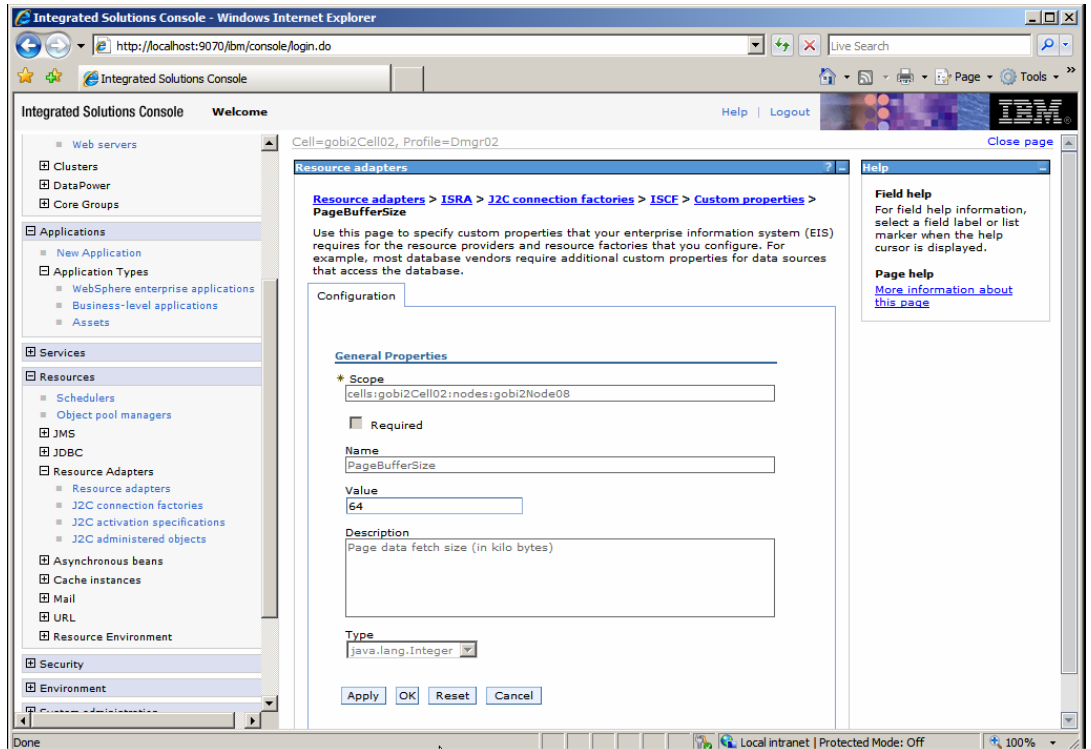 Integrated Solutions Console - Windows Internet Explorer
http://localhost:9070/ibm/console/login.do
Live Search
Integrated Solutions Console
Page
Tools
Integrated Solutions Console Welcome
Help | Logout
IBM
Web servers
Clusters
DataPower
Core Groups
Applications
New Application
Application Types
WebSphere enterprise applications
Business-level applications
Assets
Services
Resources
Schedulers
Object pool managers
JMS
JDBC
Resource Adapters
Resource adapters
J2C connection factories
J2C activation specifications
J2C administered objects
Asynchronous beans
Cache instances
Mail
URL
Resource Environment
Security
Environment
System administration
Cell=gobi2Cell02, Profile=Dmgr02
Close page
Resource adapters
Resource adapters > ISRA > J2C connection factories > ISCF > Custom properties >
PageBufferSize
Use this page to specify custom properties that your enterprise information system (EIS)
requires for the resource providers and resource factories that you configure. For
example, most database vendors require additional custom properties for data sources
that access the database.
Configuration
General Properties
* Scope
cells:gobi2Cell02:nodes:gobi2Node08
Required
Name
PageBufferSize
Value
64
Description
Page data fetch size (in kilo bytes)
Type
java.lang.Integer
Apply OK Reset Cancel
Help
Field help
For field help information,
select a field label or list
marker when the help
cursor is displayed.
Page help
More information about
this page
Done
Local intranet | Protected Mode: Off
100%